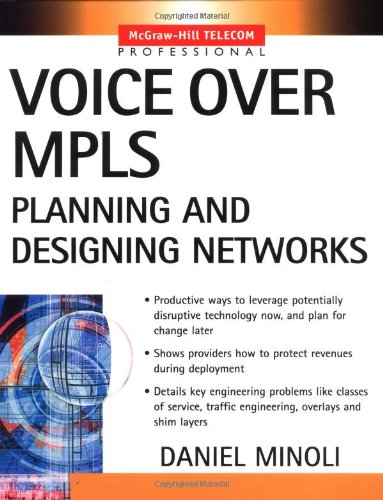 McGraw-Hill TELECOM
PROFESSIONAL
VOICE OVER
MPLS
PLANNING AND
DESIGNING NETWORKS
• Productive ways to leverage potentially
disruptive technology now, and plan for
change later
• Shows providers how to protect revenues
during deployment
• Details key engineering problems like classes
of service, traffic engineering, overlays and
shim layers
DANIEL MINOLI
Copyrighted Material
Copyrighted Material